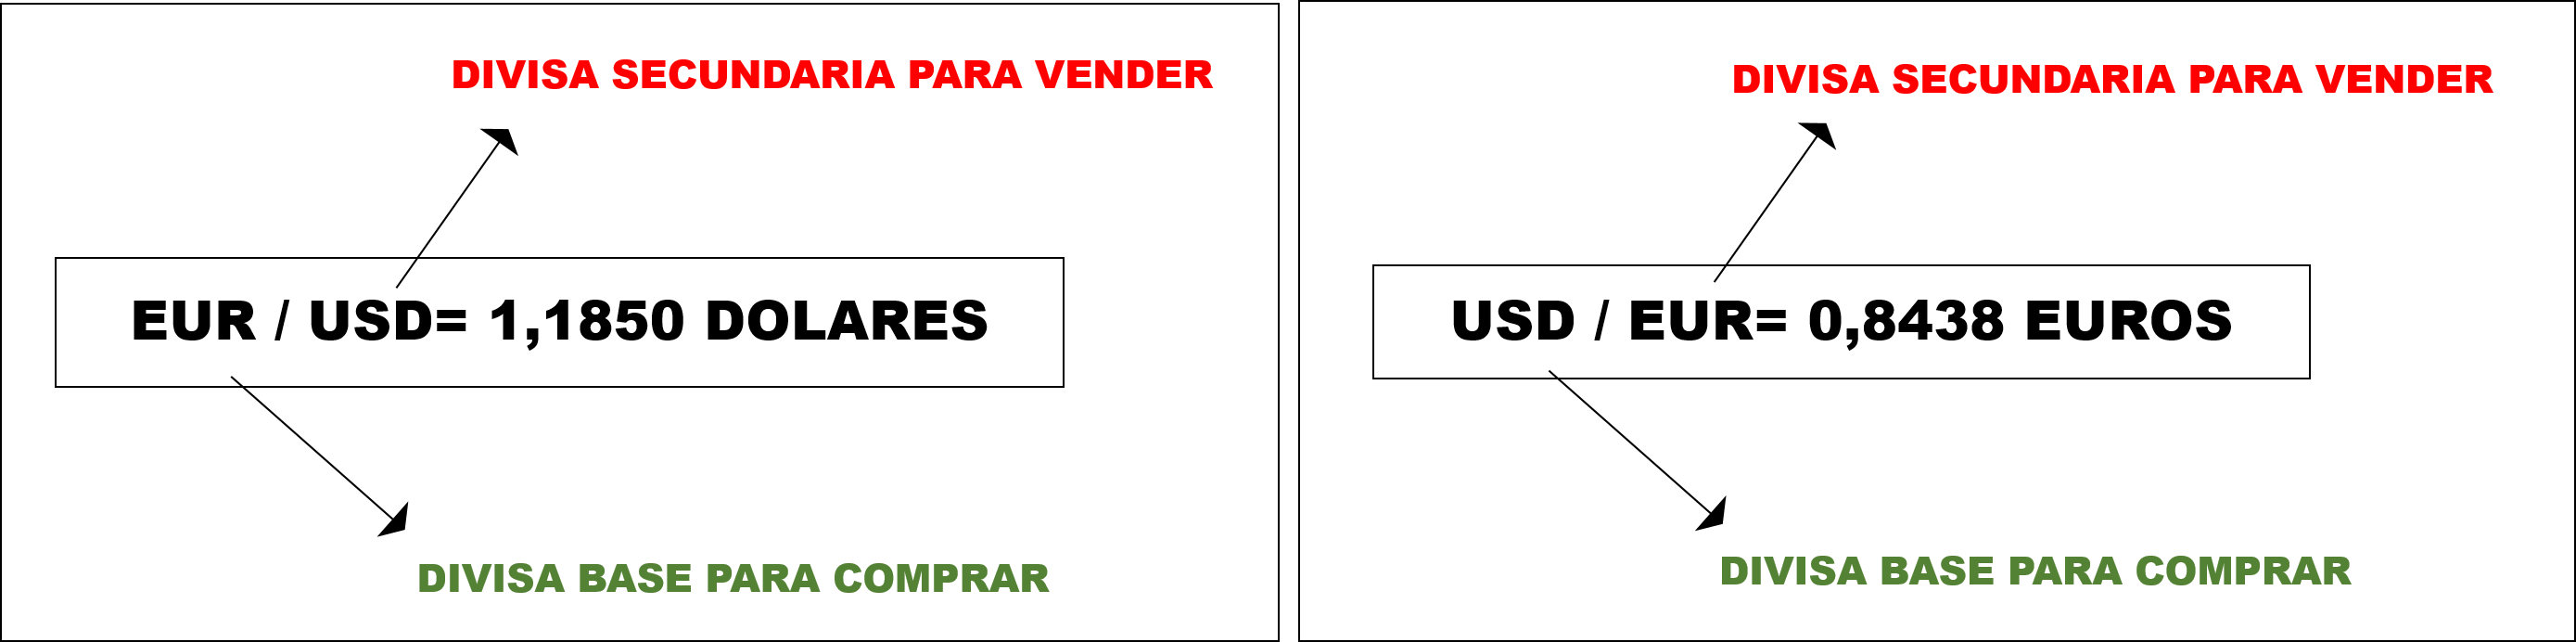 DIVISA SECUNDARIA PARA VENDER
EUR / USD= 1,1850 DOLARES
DIVISA BASE PARA COMPRAR
DIVISA SECUNDARIA PARA VENDER
USD / EUR= 0,8438 EUROS
DIVISA BASE PARA COMPRAR